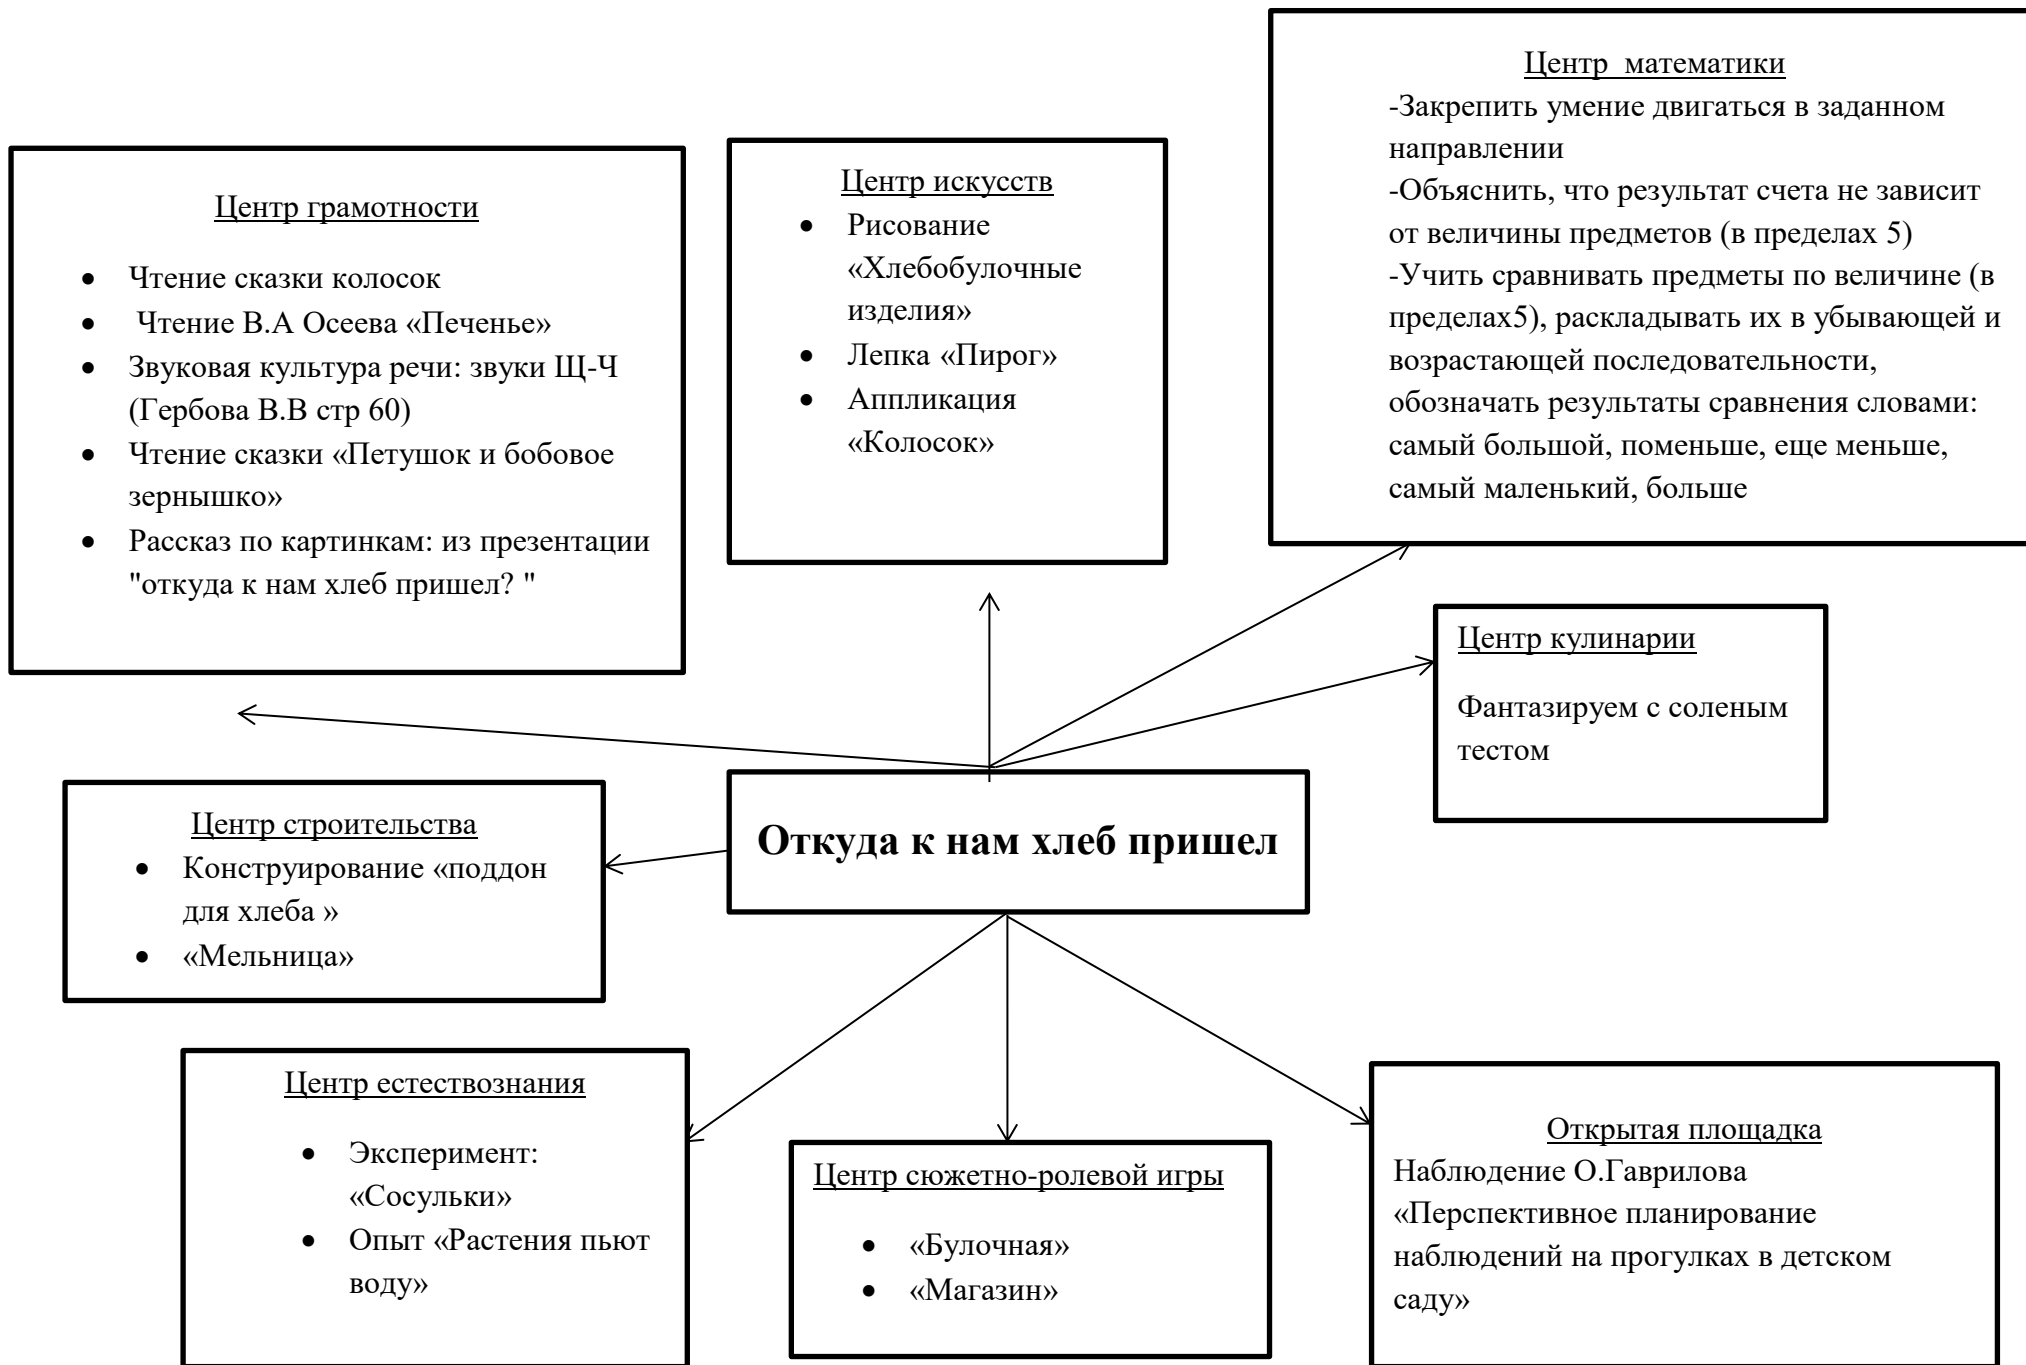 Центр грамотности
• Чтение сказки колосок
• Чтение В.А Осеева «Печенье»
• Звуковая культура речи: звуки Щ-Ч
(Гербова В.В стр 60)
• Чтение сказки «Петушок и бобовое
зернышко»
• Рассказ по картинкам: из презентации
"откуда к нам хлеб пришел? "
Центр искусств
• Рисование
«Хлебобулочные
изделия»
• Лепка «Пирог»
• Аппликация
«Колосок»
Центр  математики
-Закрепить умение двигаться в заданном
направлении
-Объяснить, что результат счета не зависит
от величины предметов (в пределах 5)
-Учить сравнивать предметы по величине (в
пределах5), раскладывать их в убывающей и
возрастающей последовательности,
обозначать результаты сравнения словами:
самый большой, поменьше, еще меньше,
самый маленький, больше
Центр кулинарии
Фантазируем с соленым
тестом
Центр строительства
• Конструирование «поддон
для хлеба »
• «Мельница»
Откуда к нам хлеб пришел
Центр естествознания
• Эксперимент:
«Сосульки»
• Опыт «Растения пьют
воду»
Центр сюжетно-ролевой игры
• «Булочная»
• «Магазин»
Открытая площадка
Наблюдение О.Гаврилова
«Перспективное планирование
наблюдений на прогулках в детском
саду»